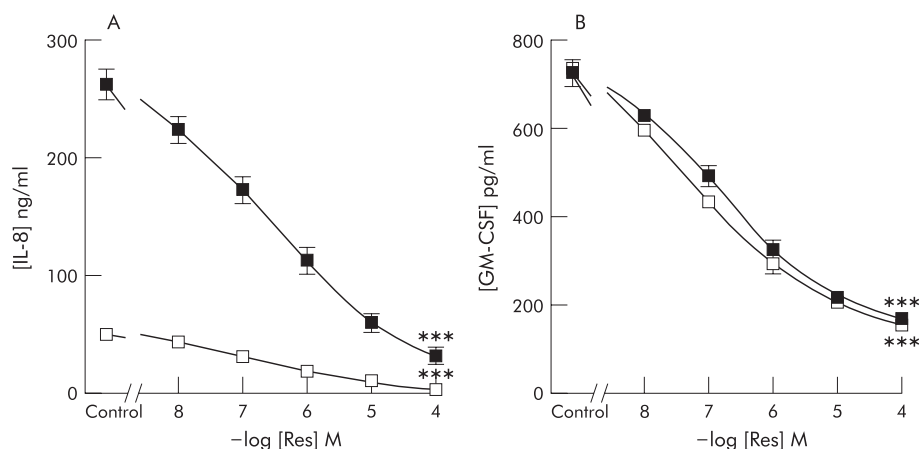 A
300
200
100
0
[IL-8] ng/ml
Control
8
7
6
5
4
−log [Res] M
***
***
B
800
600
400
200
0
[GM-CSF] pg/ml
Control
8
7
6
5
4
−log [Res] M
***
***